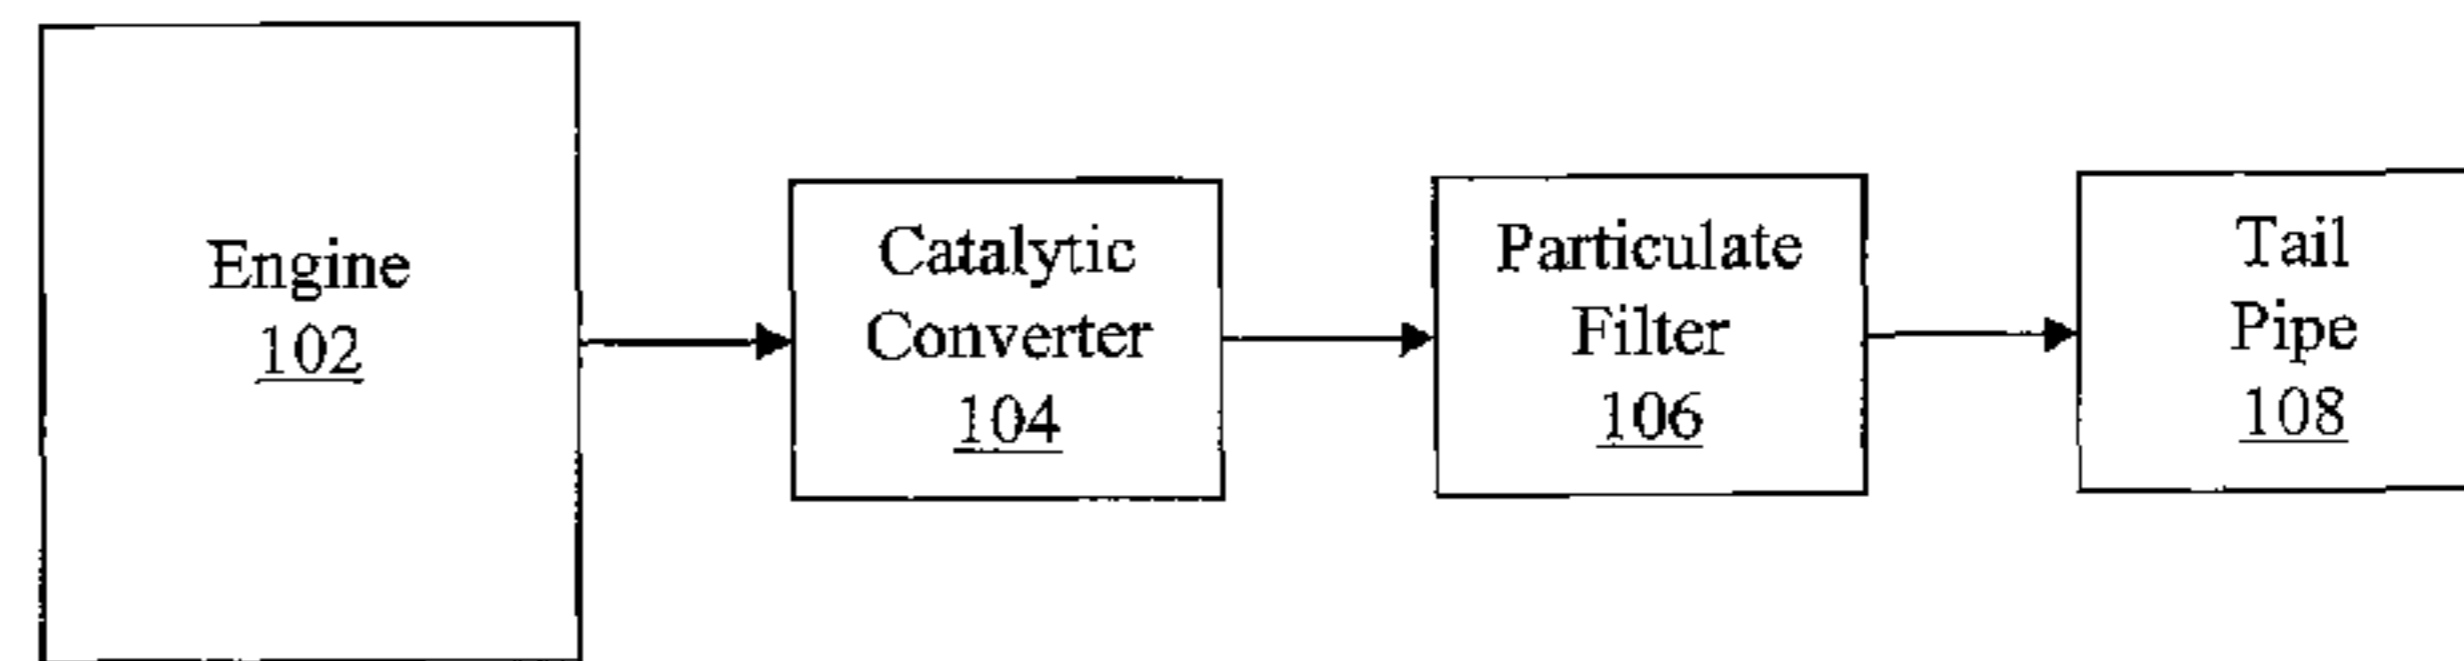 Engine
102
Catalytic
Converter
104
Particulate
Filter
106
Tail
Pipe
108